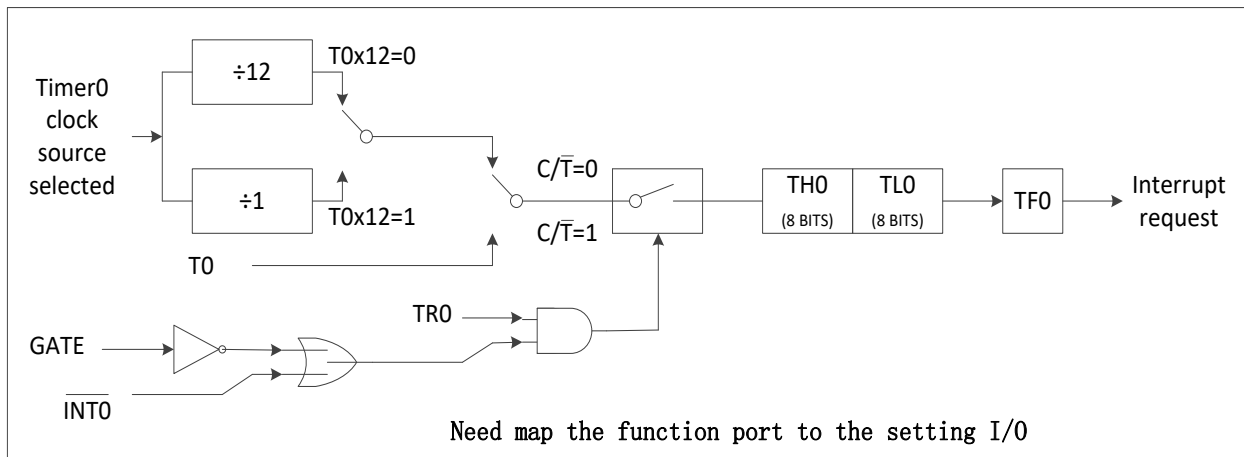 Timer0
clock
source
selected
÷12
÷1
T0x12=0
T0x12=1
T0
C/T̅=0
C/T̅=1
TH0
(8 BITS)
TL0
(8 BITS)
TF0
Interrupt
request
TR0
GATE
I̅N̅T̅0̅
Need map the function port to the setting I/O